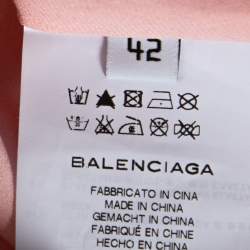 42
BALENCIAGA
FABBRICATO IN CINA
MADE IN CHINA
GEMACHT IN CHINA
FABRIQUÉ EN CHINE
HECHO EN CHINA